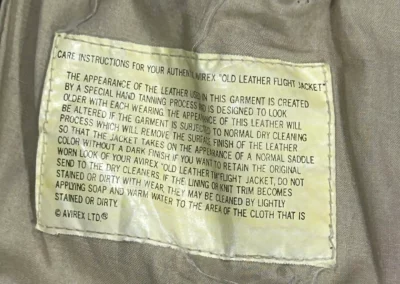 CARE INSTRUCTIONS FOR YOUR AUTHENTIC AVIREX "OLD LEATHER FLIGHT JACKET"
THE APPEARANCE OF THE LEATHER USED IN THIS GARMENT IS CREATED
BY A SPECIAL HAND TANNING PROCESS AND IS DESIGNED TO LOOK
OLDER WITH EACH WEARING. THE APPEARANCE OF THIS LEATHER WILL
BE ALTERED IF THE GARMENT IS SUBJECTED TO NORMAL DRY CLEANING
PROCESS WHICH WILL REMOVE THE SURFACE FINISH OF THE LEATHER
SO THAT THE JACKET TAKES ON THE APPEARANCE OF A NORMAL SADDLE
COLOR WITHOUT A DARK FINISH IF YOU WANT TO RETAIN THE ORIGINAL
WORN LOOK OF YOUR AVIREX OLD LEATHER TM FLIGHT JACKET, DO NOT
SEND TO THE DRY CLEANERS IF THE LINING OR KNIT TRIM BECOMES
STAINED OR DIRTY WITH WEAR, THEY MAY BE CLEANED BY LIGHTLY
APPLYING SOAP AND WARM WATER TO THE AREA OF THE CLOTH THAT IS
STAINED OR DIRTY.
© AVIREX LTD®